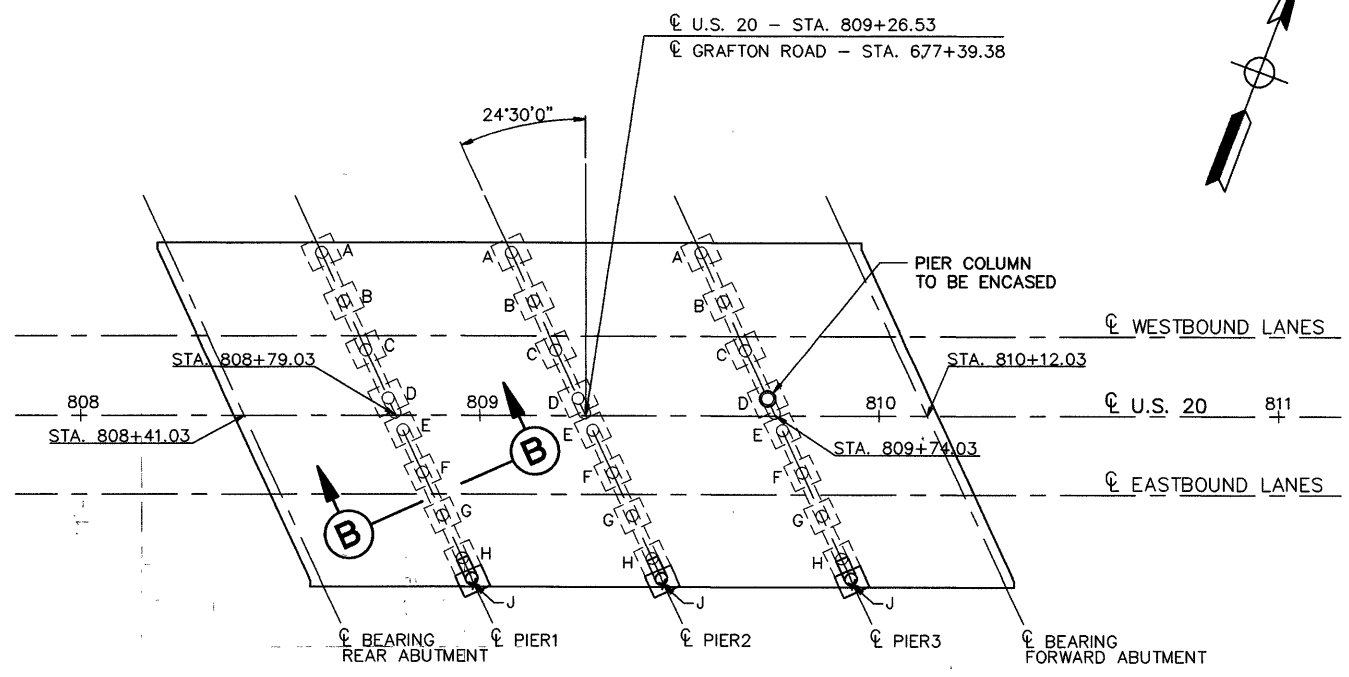 ℄ U.S. 20 – STA. 809+26.53
℄ GRAFTON ROAD – STA. 677+39.38
24°30'0"
A
A
A
PIER COLUMN
TO BE ENCASED
B
B
B
℄ WESTBOUND LANES
C
C
C
STA. 808+79.03
STA. 810+12.03
D
D
D
808
809
810
℄ U.S. 20
811
E
E
E
STA. 808+41.03
STA. 809+74.03
B
F
F
F
℄ EASTBOUND LANES
G
G
G
B
H
H
H
J
J
J
℄ BEARING
REAR ABUTMENT
℄ PIER1
℄ PIER2
℄ PIER3
℄ BEARING
FORWARD ABUTMENT